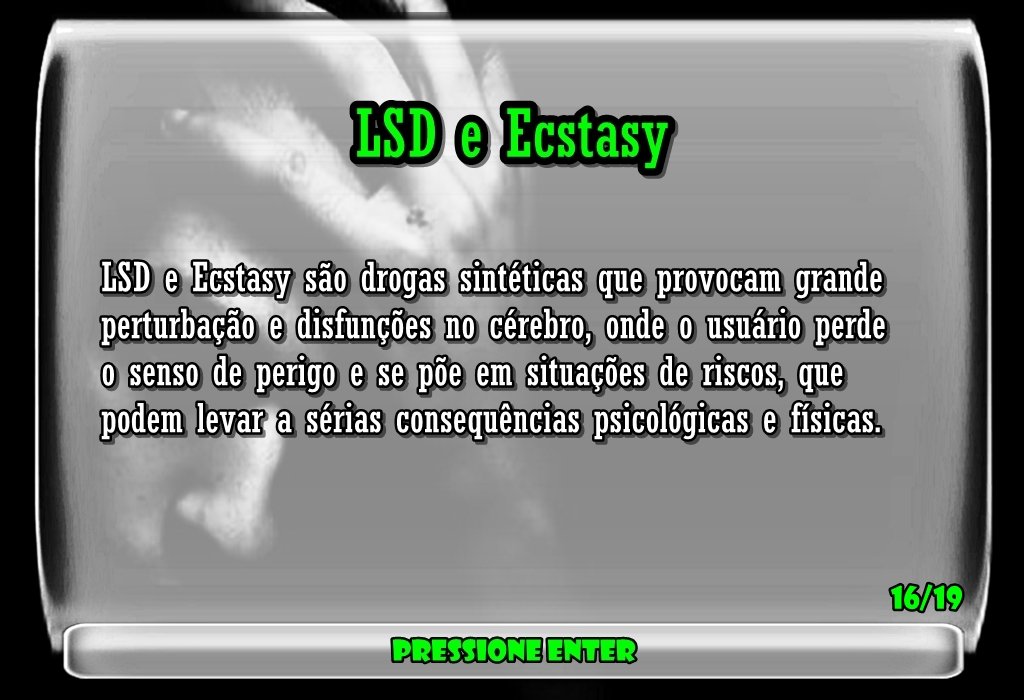 LSD e Ecstasy
LSD e Ecstasy são drogas sintéticas que provocam grande
perturbação e disfunções no cérebro, onde o usuário perde
o senso de perigo e se põe em situações de riscos, que
podem levar a sérias consequências psicológicas e físicas.
16/19
PRESSIONE ENTER